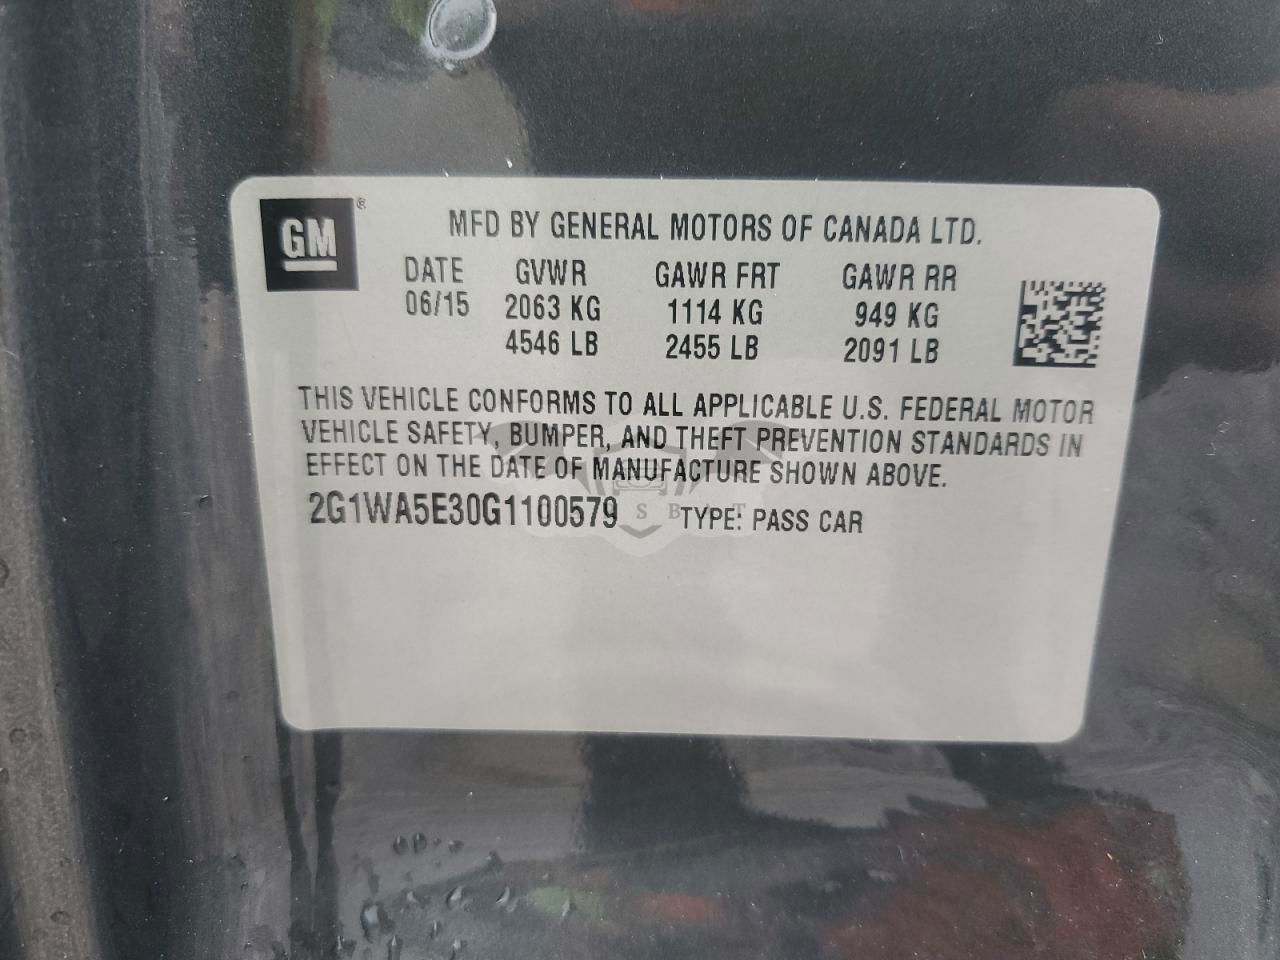 GM®
MFD BY GENERAL MOTORS OF CANADA LTD.
DATE GVWR GAWR FRT GAWR RR
06/15 2063 KG 1114 KG 949 KG
4546 LB 2455 LB 2091 LB
THIS VEHICLE CONFORMS TO ALL APPLICABLE U.S. FEDERAL MOTOR
VEHICLE SAFETY, BUMPER, AND THEFT PREVENTION STANDARDS IN
EFFECT ON THE DATE OF MANUFACTURE SHOWN ABOVE.
2G1WA5E30G1100579 TYPE: PASS CAR